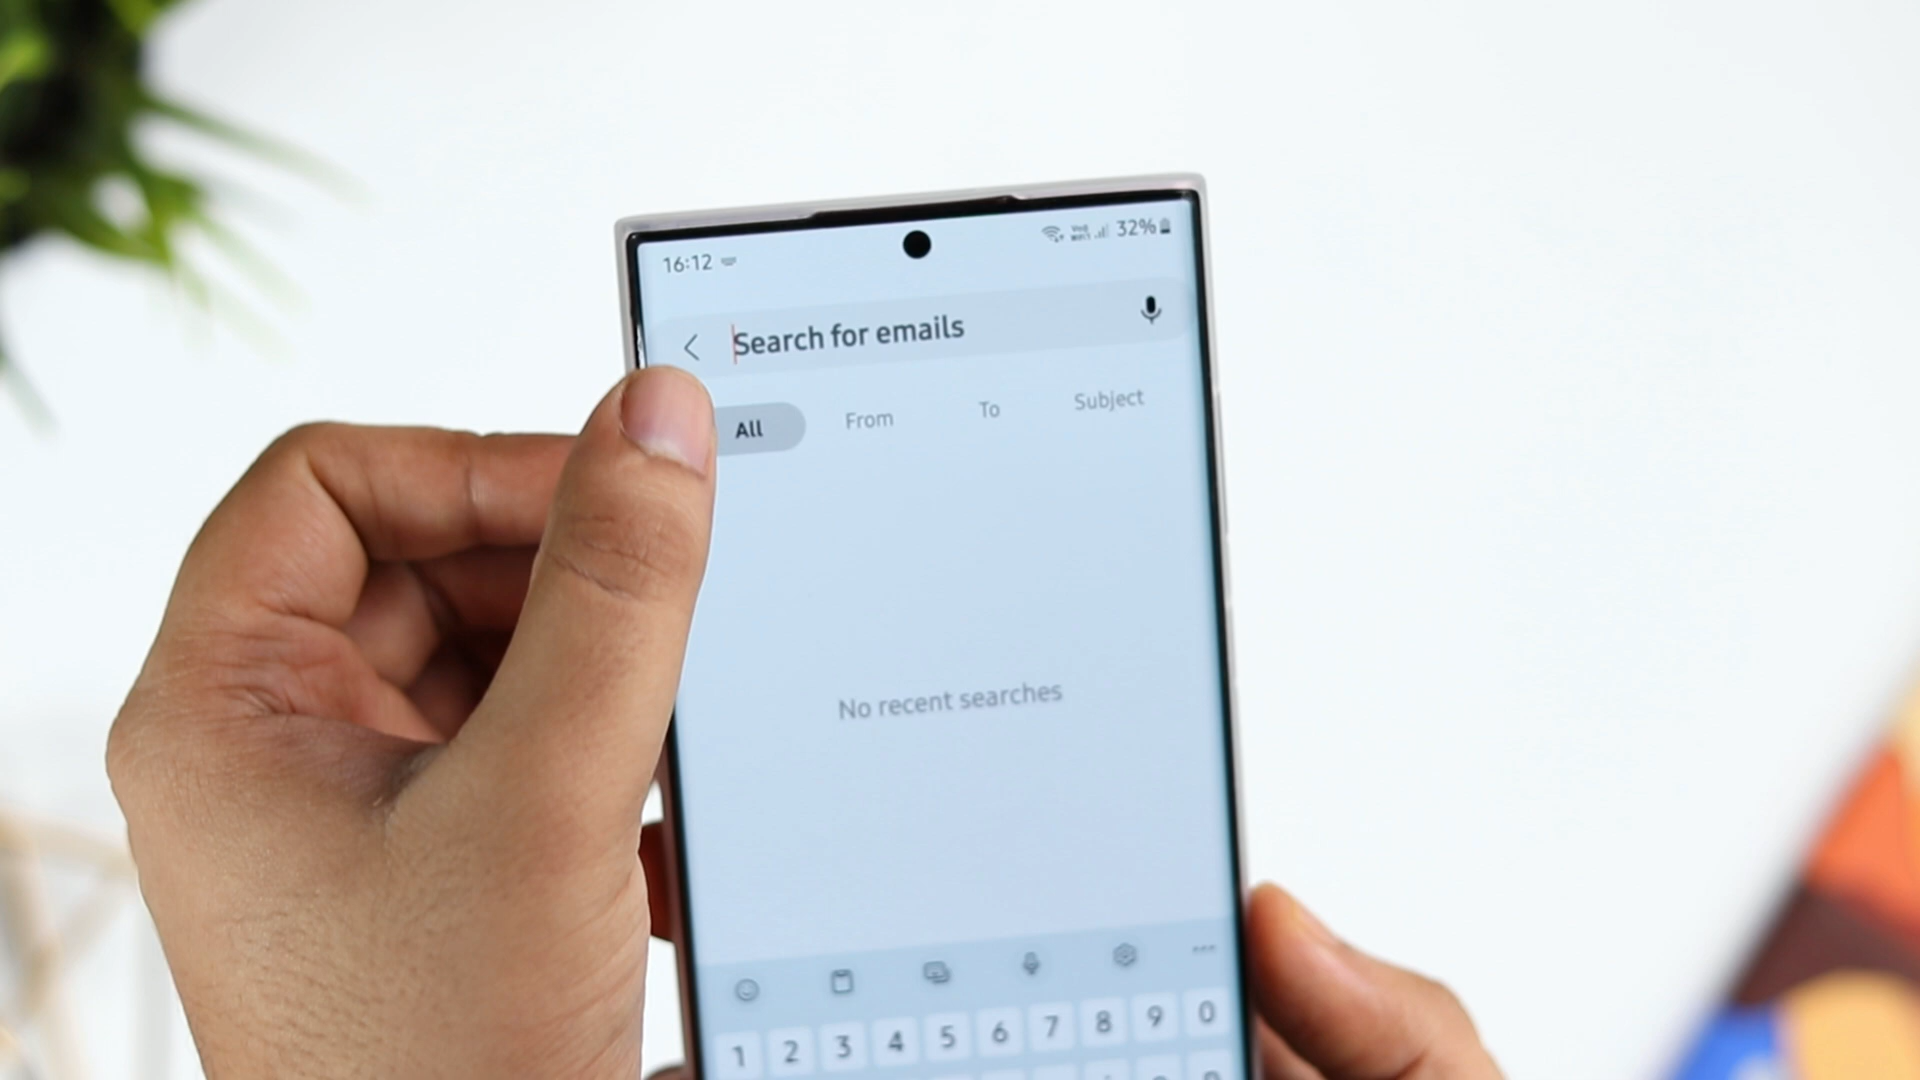 16:12 32%
Search for emails
All From To Subject
No recent searches
1 2 3 4 5 6 7 8 9 0